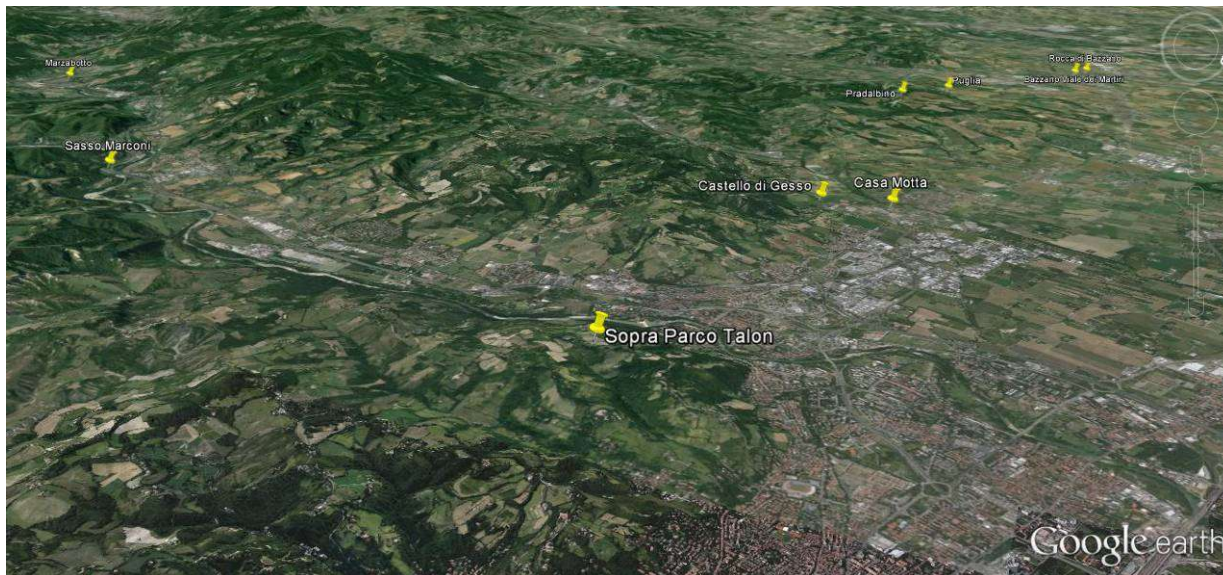 Marzabotto
Rocca di Bazzano
Bazzano Viale dei Martiri
Puglia
Pradalbino
Sasso Marconi
Castello di Gesso
Casa Motta
Sopra Parco Talon
Google earth